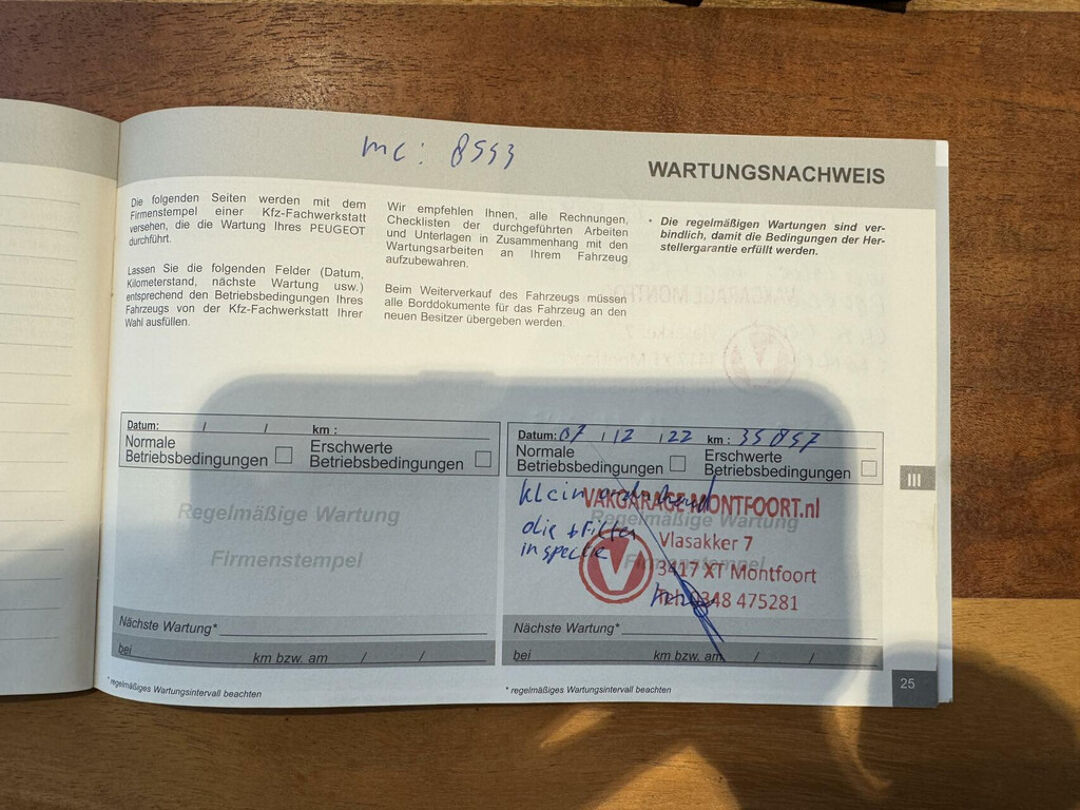 mc: 8553
WARTUNGSNACHWEIS
Die folgenden Seiten werden mit dem
Firmenstempel einer Kfz-Fachwerkstatt
versehen, die die Wartung Ihres PEUGEOT
durchführt.
Lassen Sie die folgenden Felder (Datum,
Kilometerstand, nächste Wartung usw.)
entsprechend den Betriebsbedingungen Ihres
Fahrzeugs von der Kfz-Fachwerkstatt Ihrer
Wahl ausfüllen.
Wir empfehlen Ihnen, alle Rechnungen,
Checklisten der durchgeführten Arbeiten
und Unterlagen in Zusammenhang mit den
Wartungsarbeiten an Ihrem Fahrzeug
aufzubewahren.
Beim Weiterverkauf des Fahrzeugs müssen
alle Borddokumente für das Fahrzeug an den
neuen Besitzer übergeben werden.
• Die regelmäßigen Wartungen sind ver-
bindlich, damit die Bedingungen der Her-
stellergarantie erfüllt werden.
Datum: / / km :
Normale
Betriebsbedingungen
Erschwerte
Betriebsbedingungen
Regelmäßige Wartung
Firmenstempel
Nächste Wartung*
bei km bzw. am / /
* regelmäßiges Wartungsintervall beachten
Datum: 07 / 12 / 22 km : 35857
Normale
Betriebsbedingungen
Erschwerte
Betriebsbedingungen
klein onderhoud
VAKGARAGE MONTFOORT.nl
Regelmäßige Wartung
olie + Filter
inspectie
Vlasakker 7
Firmenstempel
3417 XT Montfoort
Tel. 0348 475281
Nächste Wartung*
bei km bzw. am / /
* regelmäßiges Wartungsintervall beachten
III
25